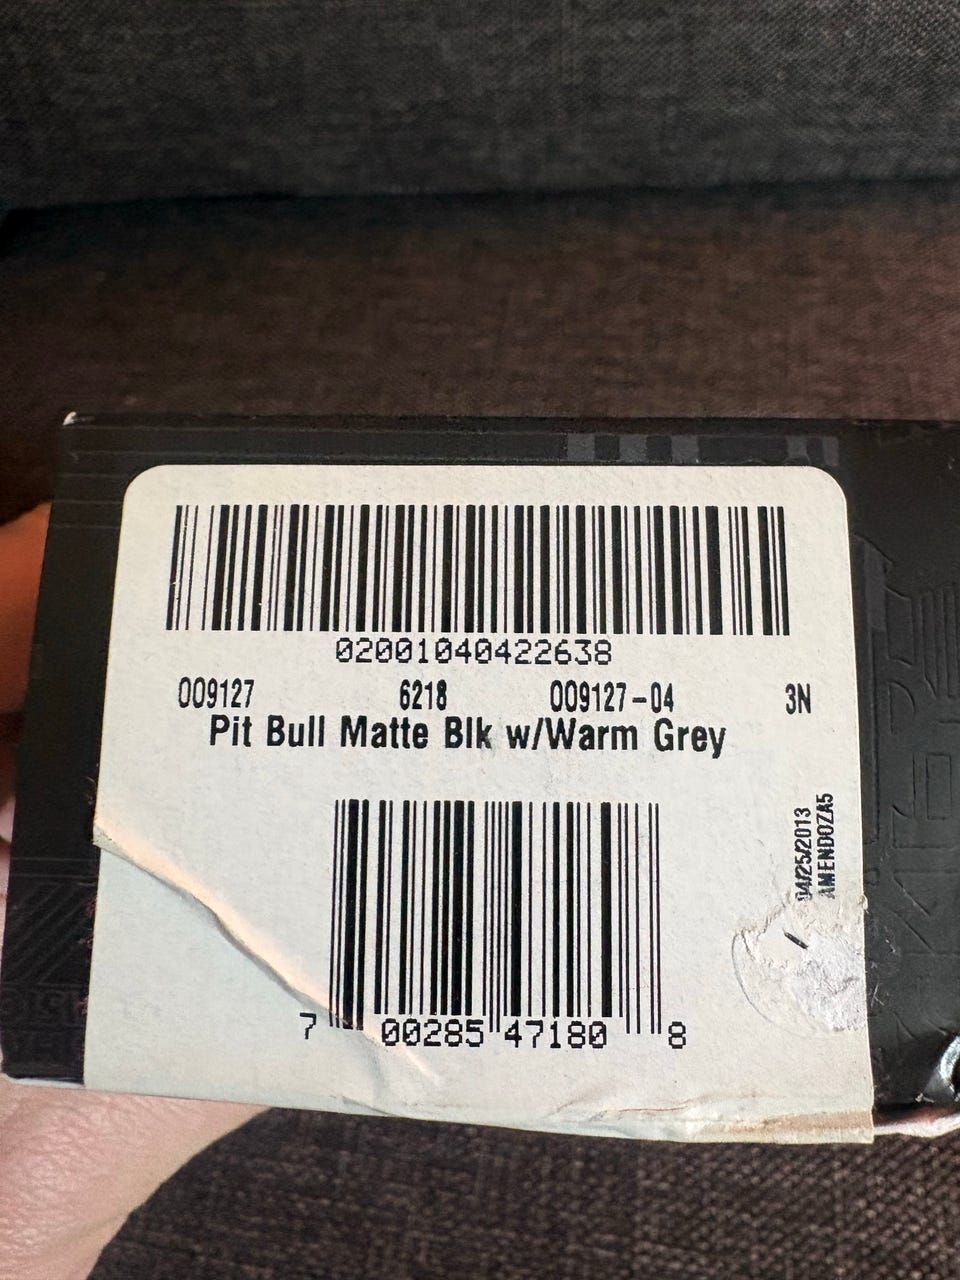 02001040422638
009127 6218 009127-04 3N
Pit Bull Matte Blk w/Warm Grey
04/25/2013
AMENDOZA5
7 00285 47180 8